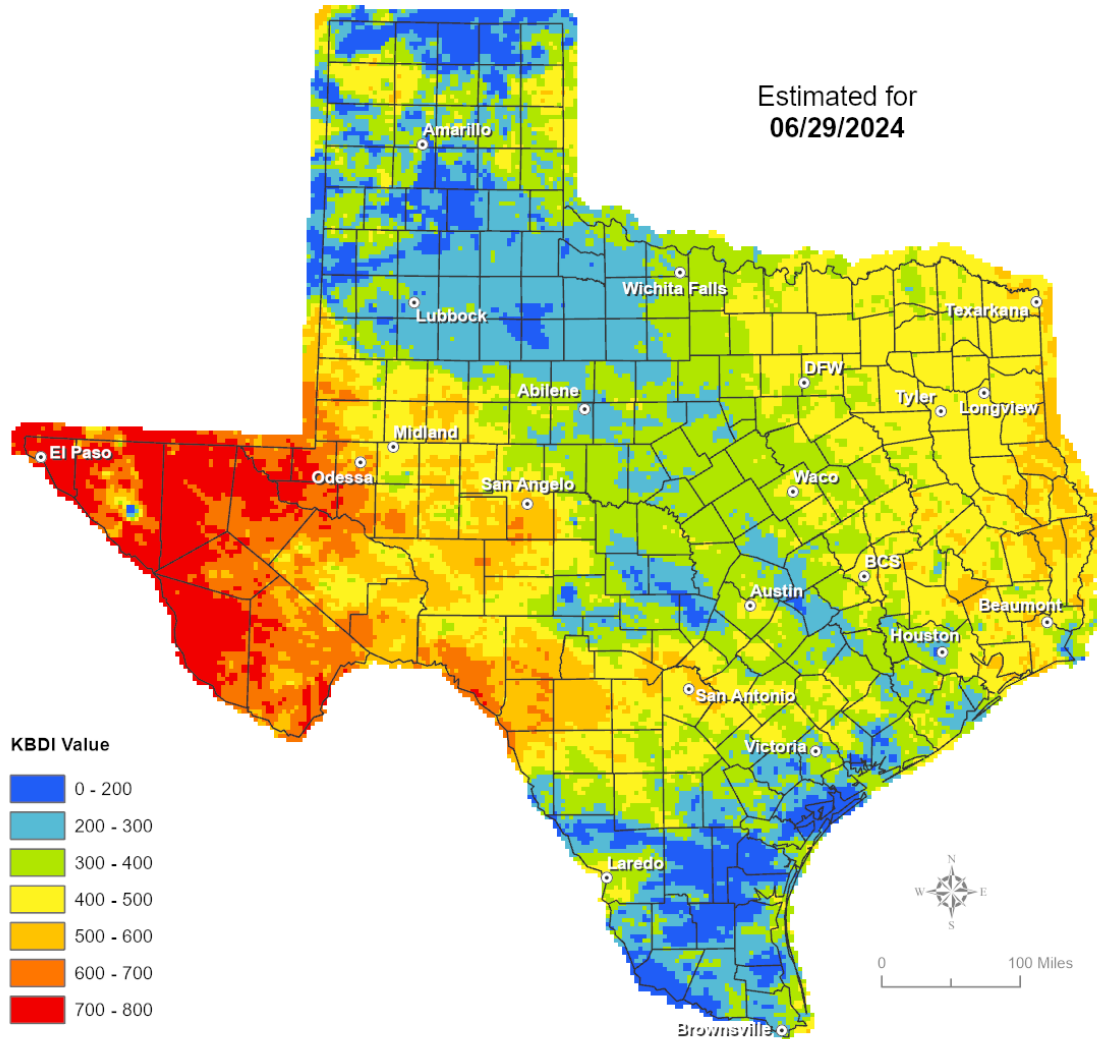 Estimated for
06/29/2024
Amarillo
Wichita Falls
Lubbock
Texarkana
DFW
Abilene
Tyler
Longview
Midland
El Paso
Odessa
San Angelo
Waco
BCS
Austin
Beaumont
Houston
San Antonio
Victoria
KBDI Value
0 - 200
200 - 300
300 - 400
400 - 500
500 - 600
600 - 700
700 - 800
Laredo
Brownsville
N
W E
S
0 100 Miles